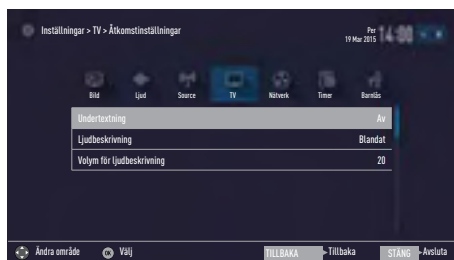 Inställningar > TV > Åtkomstinställningar
Per
19 Mar 2015 14:00
Bild Ljud Source TV Nätverk Timer Barnlås
Undertextning Av
Ljudbeskrivning Blandat
Volym för ljudbeskrivning 20
Ändra område OK Välj TILLBAKA Tillbaka STÄNG Avsluta